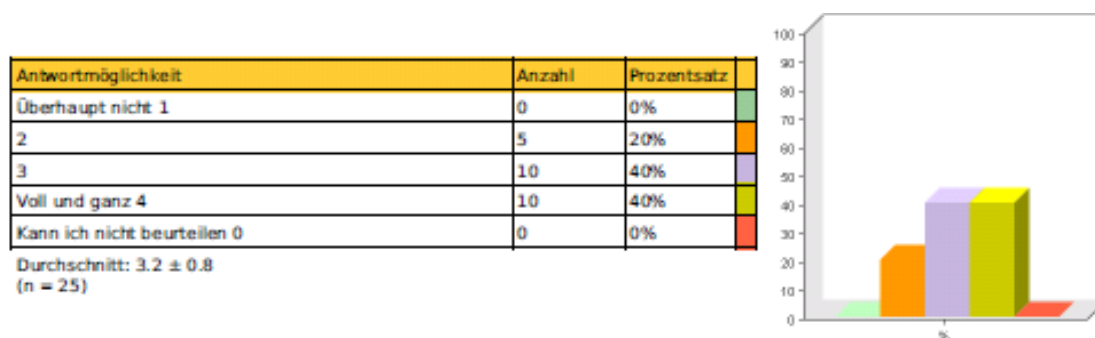 Antwortmöglichkeit Anzahl Prozentsatz
Überhaupt nicht 1 0 0%
2 5 20%
3 10 40%
Voll und ganz 4 10 40%
Kann ich nicht beurteilen 0 0 0%
Durchschnitt: 3.2 ± 0.8
(n = 25)
100
90
80
70
60
50
40
30
20
10
0
%